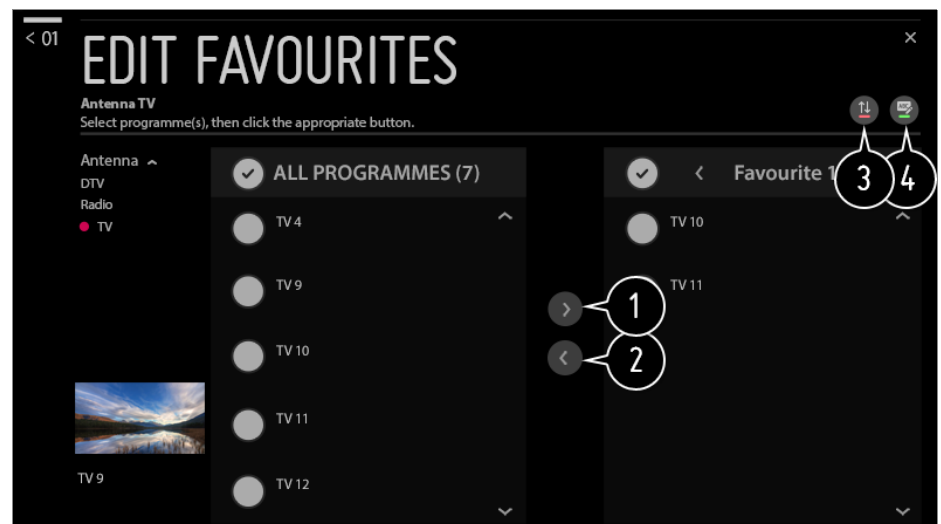 < 01
EDIT FAVOURITES
Antenna TV
Select programme(s), then click the appropriate button.
3
4
Antenna
DTV
Radio
TV
ALL PROGRAMMES (7)
TV 4
TV 9
TV 10
TV 11
TV 12
1
2
Favourite 1
TV 10
TV 11
TV 9